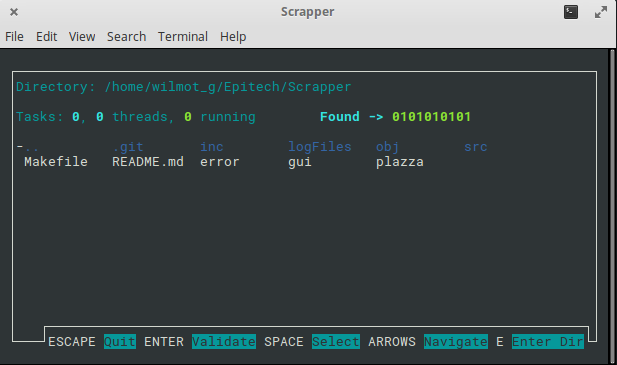 Scrapper
File Edit View Search Terminal Help
Directory: /home/wilmot_g/Epitech/Scrapper
Tasks: 0, 0 threads, 0 running Found -> 0101010101
-.. .git inc logFiles obj src
Makefile README.md error gui plazza
ESCAPE Quit ENTER Validate SPACE Select ARROWS Navigate E Enter Dir